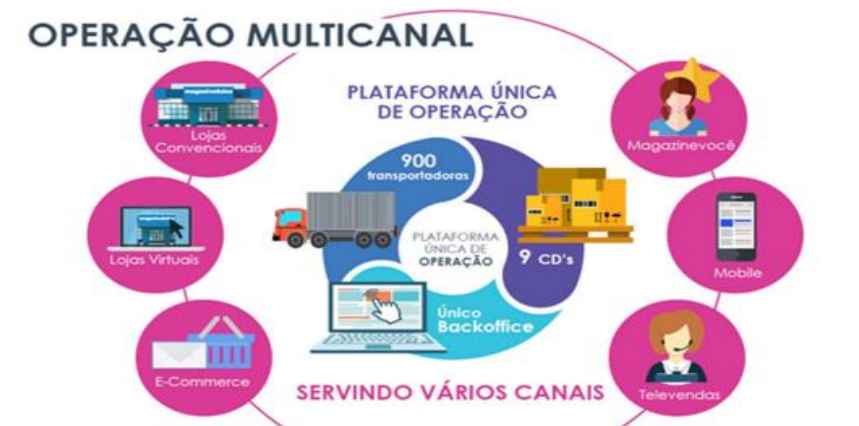 OPERAÇÃO MULTICANAL
PLATAFORMA ÚNICA
DE OPERAÇÃO
magazineluiza
Lojas
Convencionais
Magazinevocê
900
transportadoras
PLATAFORMA
ÚNICA DE
OPERAÇÃO
9 CD's
Lojas Virtuais
Mobile
Único
Backoffice
E-Commerce
SERVINDO VÁRIOS CANAIS
Televendas